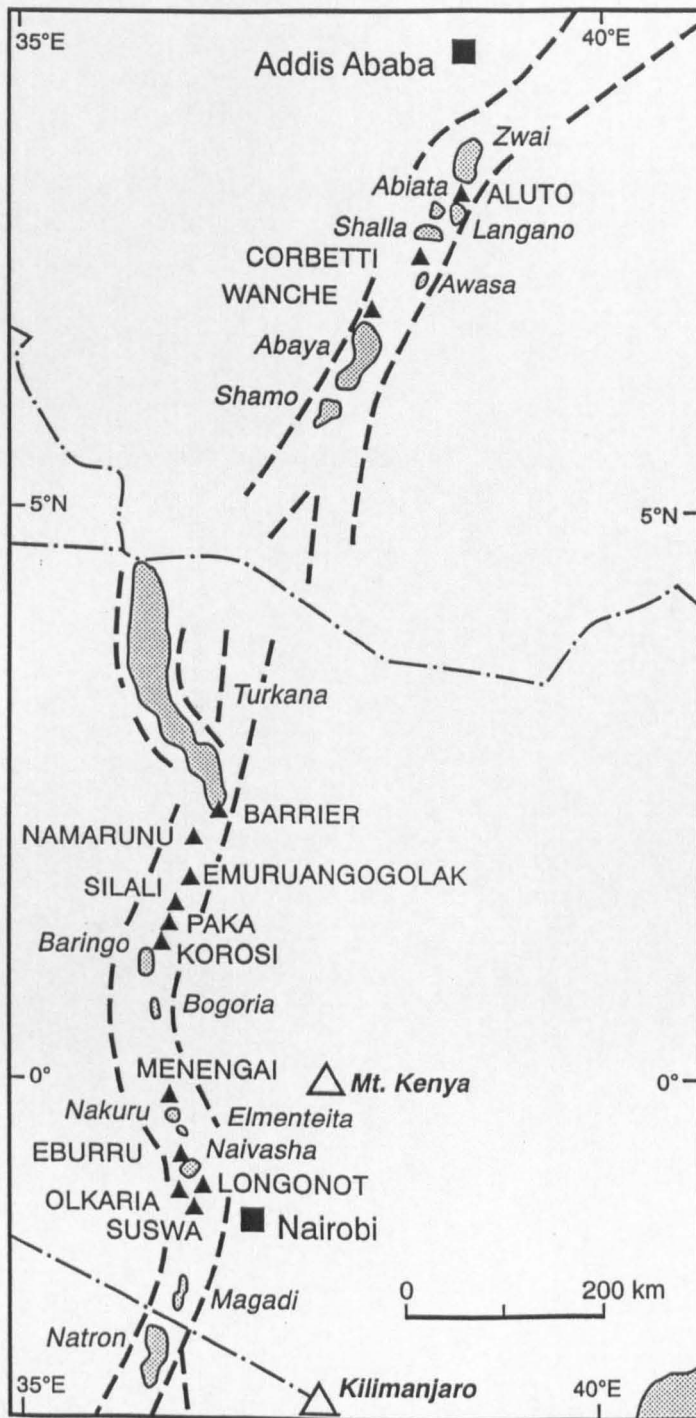 35°E
40°E
Addis Ababa
Zwai
Abiata
ALUTO
Shalla
Langano
CORBETTI
Awasa
WANCHE
Abaya
Shamo
5°N
5°N
Turkana
BARRIER
NAMARUNU
EMURUANGOGOLAK
SILALI
PAKA
Baringo
KOROSI
Bogoria
MENENGAI
0°
Mt. Kenya
0°
Nakuru
Elmenteita
EBURRU
Naivasha
LONGONOT
OLKARIA
SUSWA
Nairobi
Magadi
0
200 km
Natron
35°E
Kilimanjaro
40°E